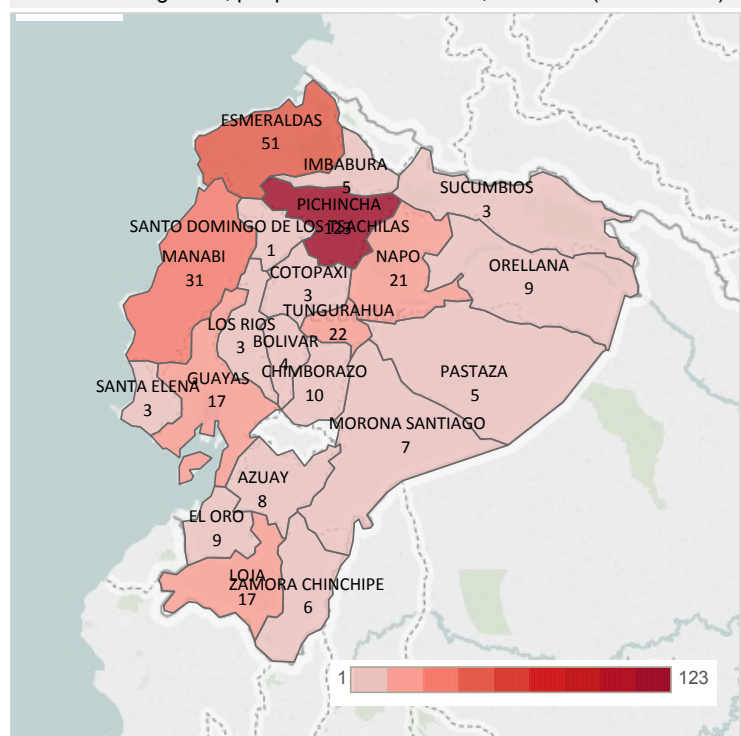 ESMERALDAS
51
IMBABURA
5
SUCUMBIOS
3
PICHINCHA
123
SANTO DOMINGO DE LOS TSACHILAS
1
MANABI
31
NAPO
21
ORELLANA
9
COTOPAXI
3
TUNGURAHUA
22
LOS RIOS
3
BOLIVAR
4
CHIMBORAZO
10
PASTAZA
5
SANTA ELENA
3
GUAYAS
17
MORONA SANTIAGO
7
AZUAY
8
EL ORO
9
LOJA
17
ZAMORA CHINCHIPE
6
1
123